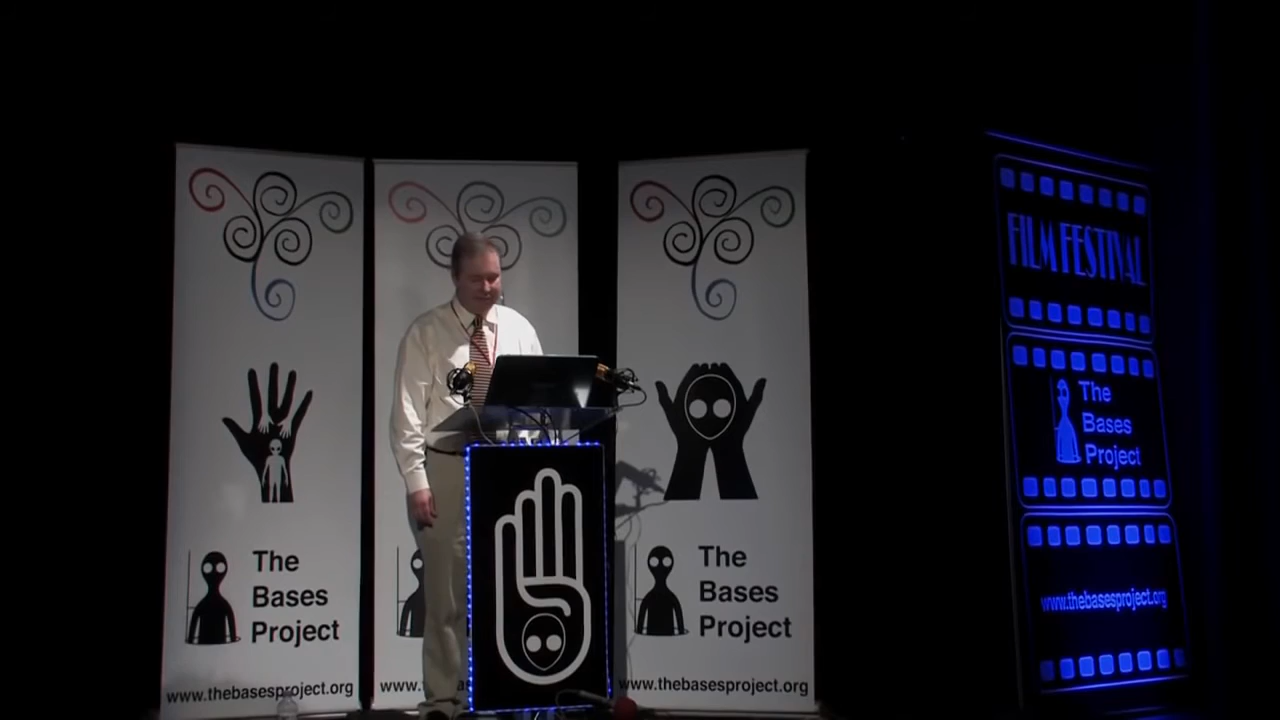 The
Bases
Project
www.thebasesproject.org
www.
The
Bases
Project
www.thebasesproject.org
FILM FESTIVAL
The
Bases
Project
www.thebasesproject.org